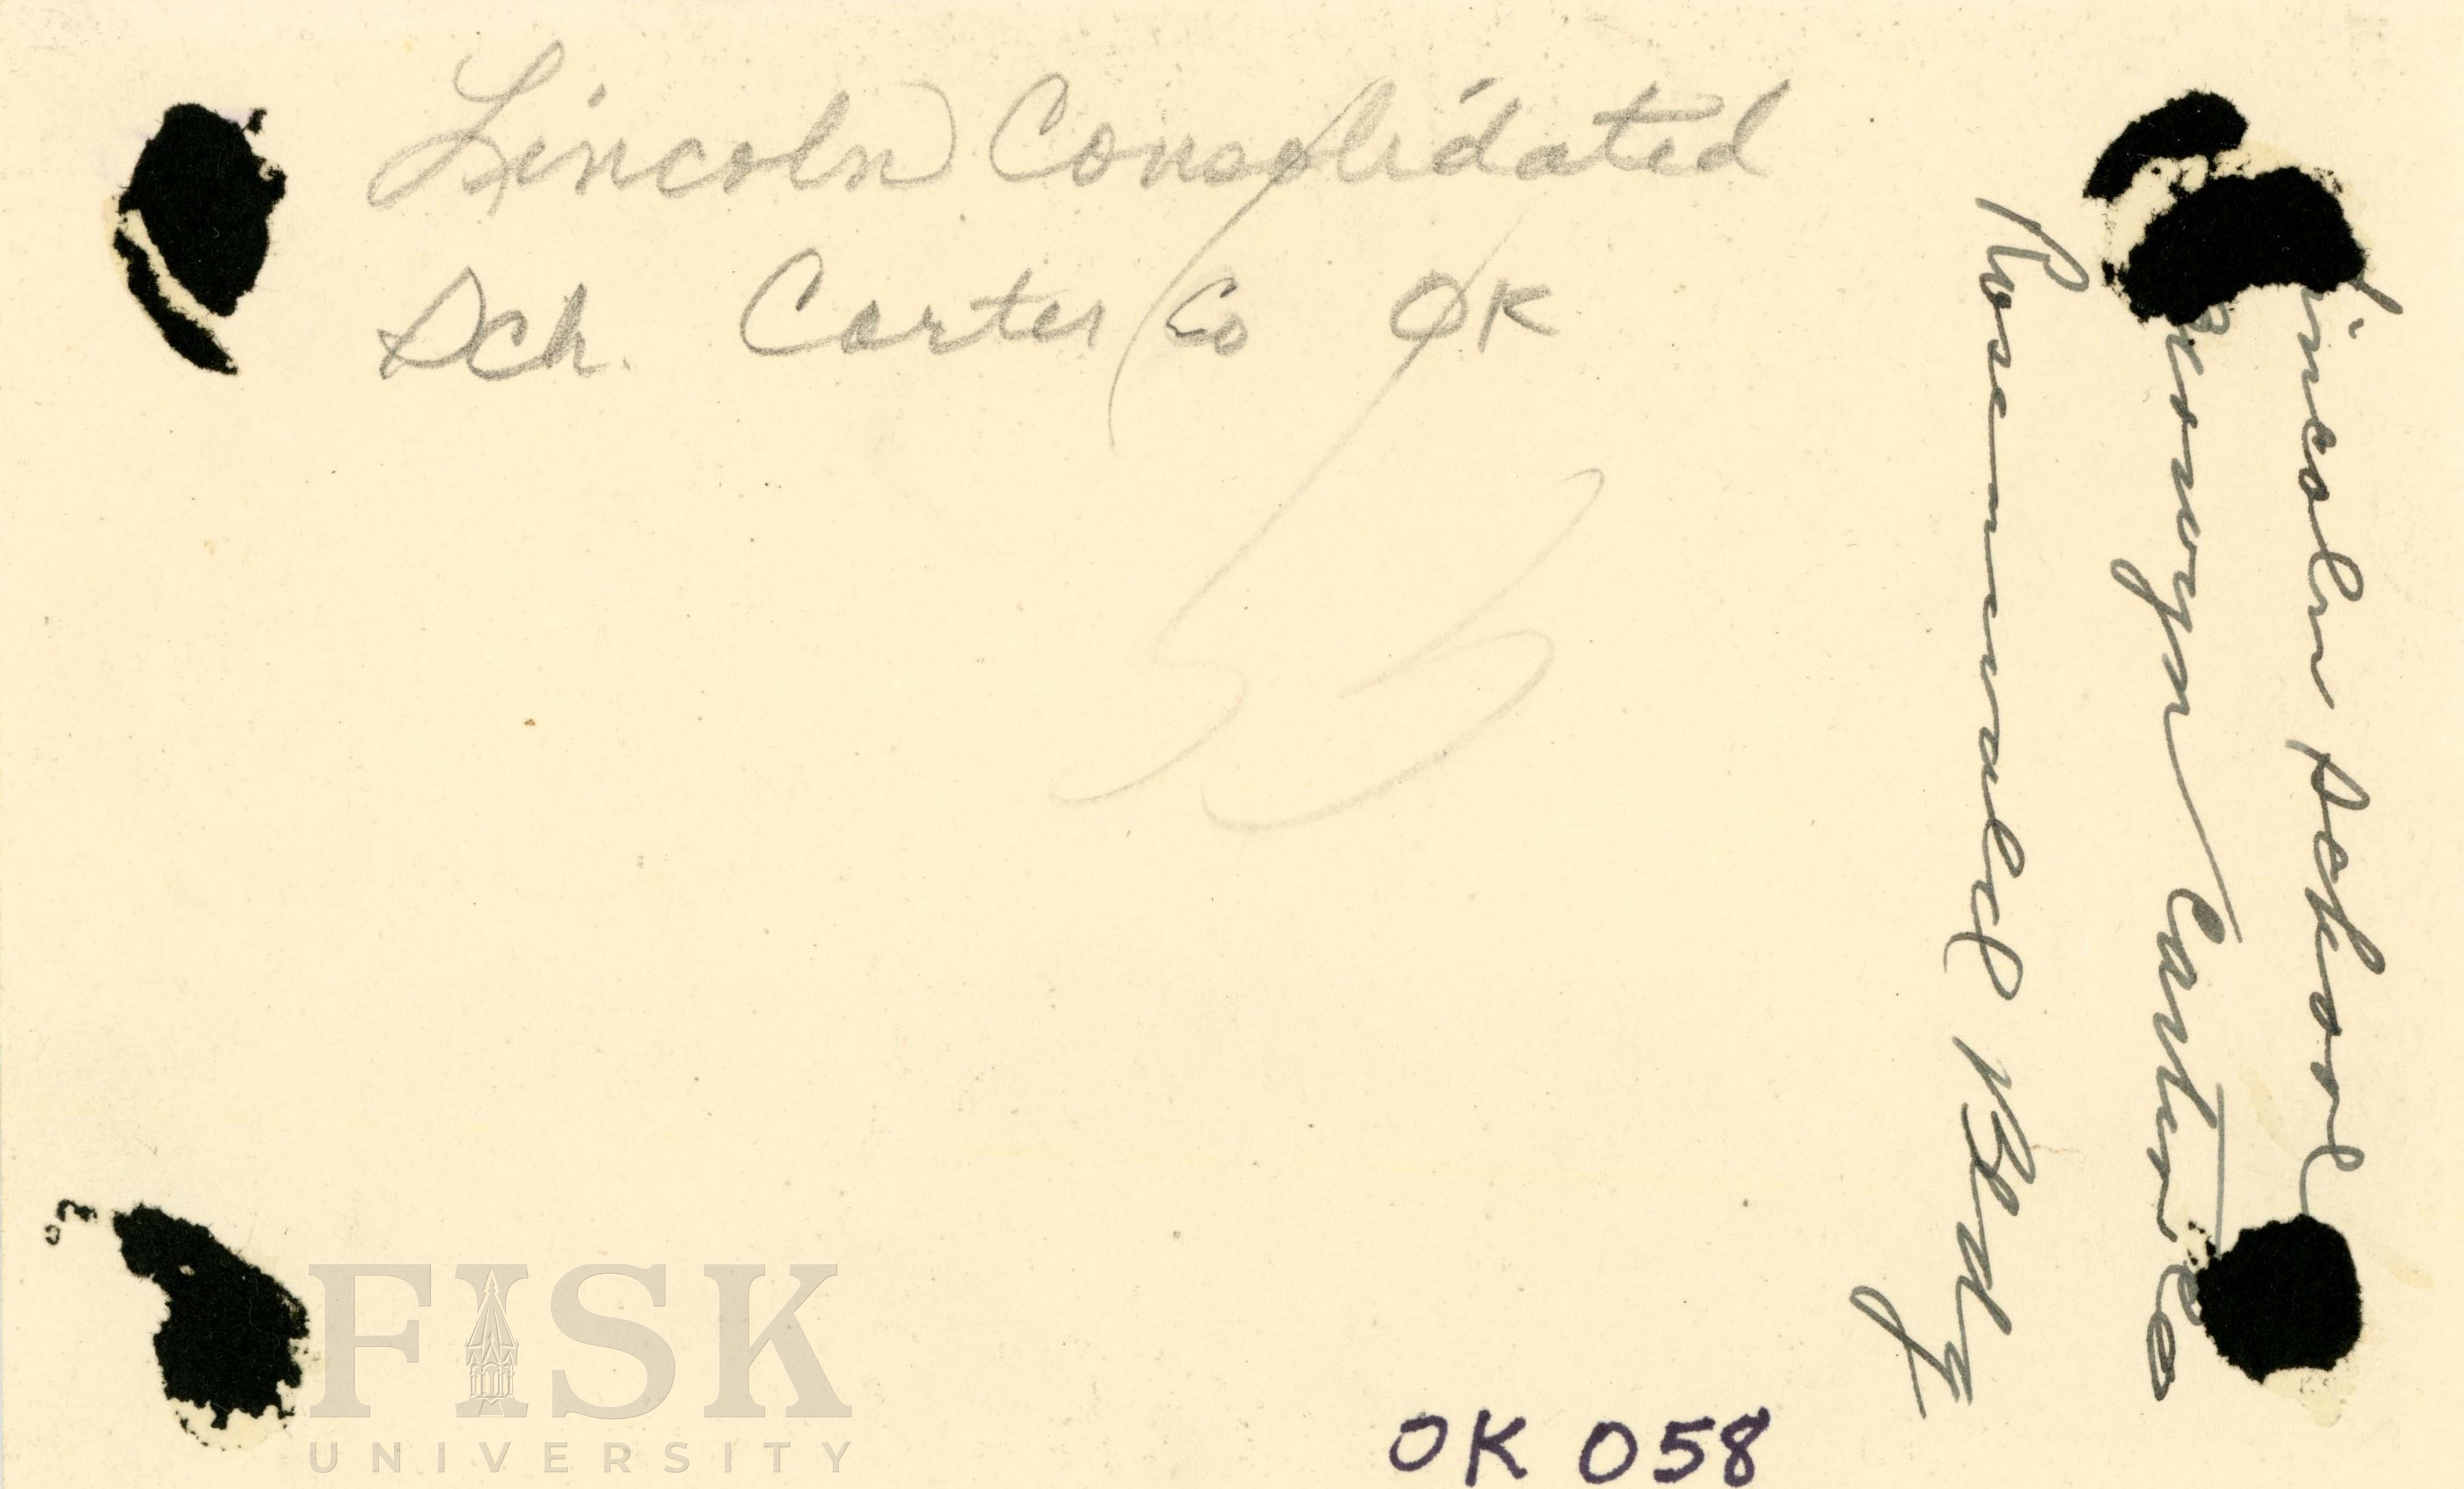 Lincoln Consolidated
Sch. Carter Co OK
Lincoln School
Carter Co
Rosenwald Bldg
OK 058
FISK
UNIVERSITY